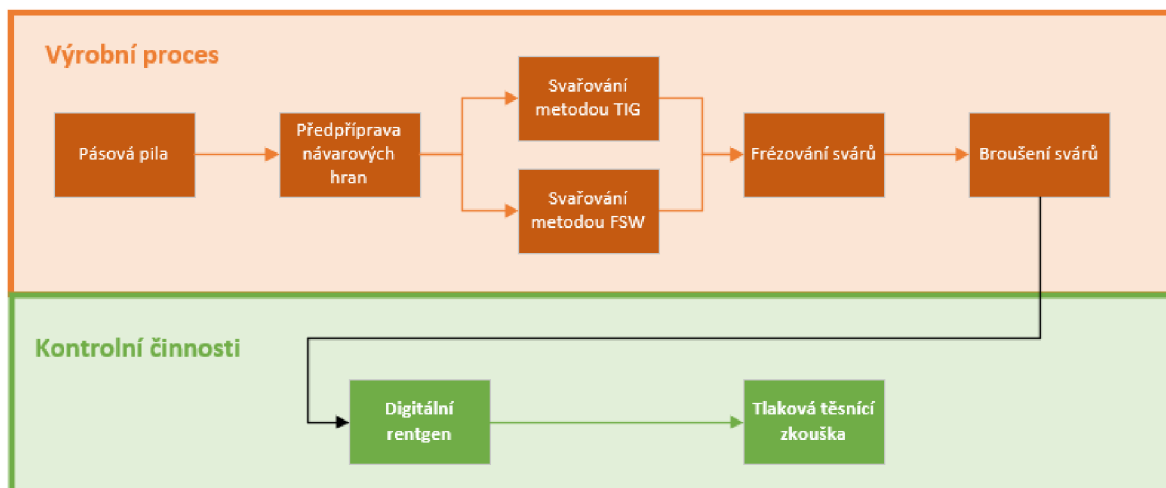 Výrobní proces
Pásová pila
Předpříprava
návarových
hran
Svařování
metodou TIG
Svařování
metodou FSW
Frézování svárů
Broušení svárů
Kontrolní činnosti
Digitální
rentgen
Tlaková těsnící
zkouška